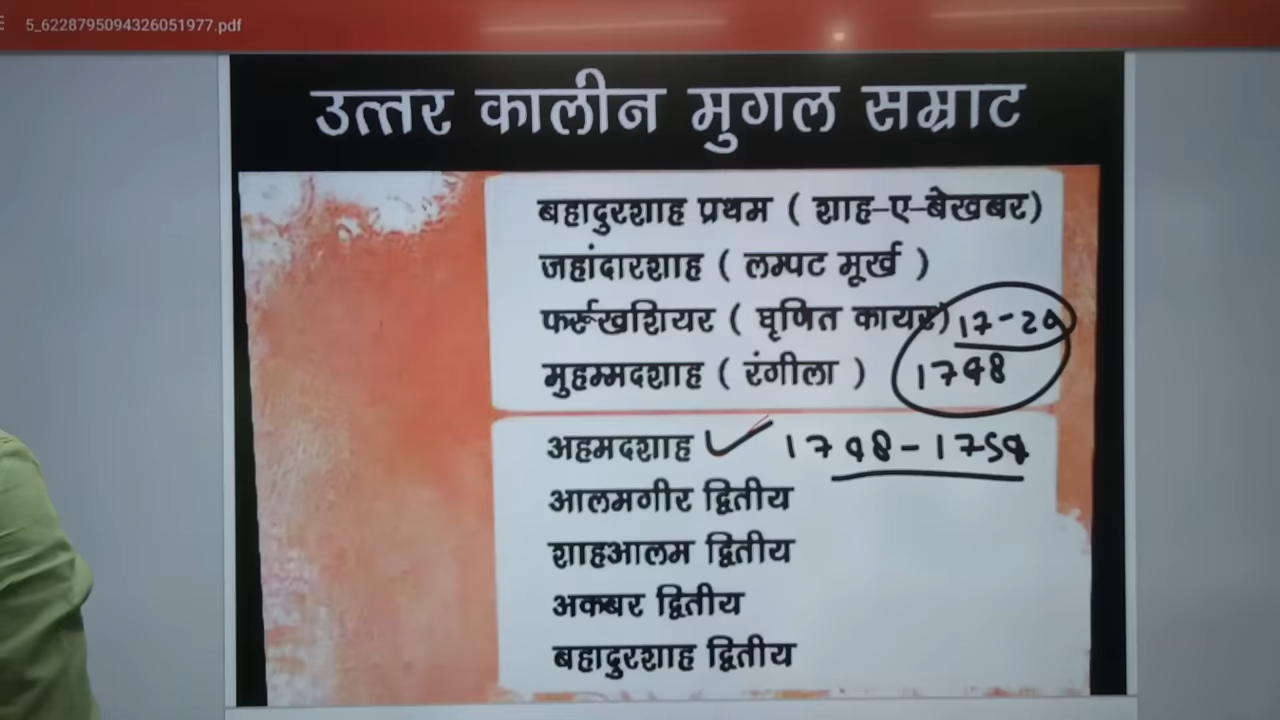 5_6228795094326051977.pdf
उत्तर कालीन मुगल सम्राट
बहादुरशाह प्रथम ( शाह-ए-बेखबर)
जहांदारशाह ( लम्पट मूर्ख )
फर्रूखशियर ( घृणित कायर) 17-20
मुहम्मदशाह ( रंगीला ) 1748
अहमदशाह 1748-1754
आलमगीर द्वितीय
शाहआलम द्वितीय
अकबर द्वितीय
बहादुरशाह द्वितीय